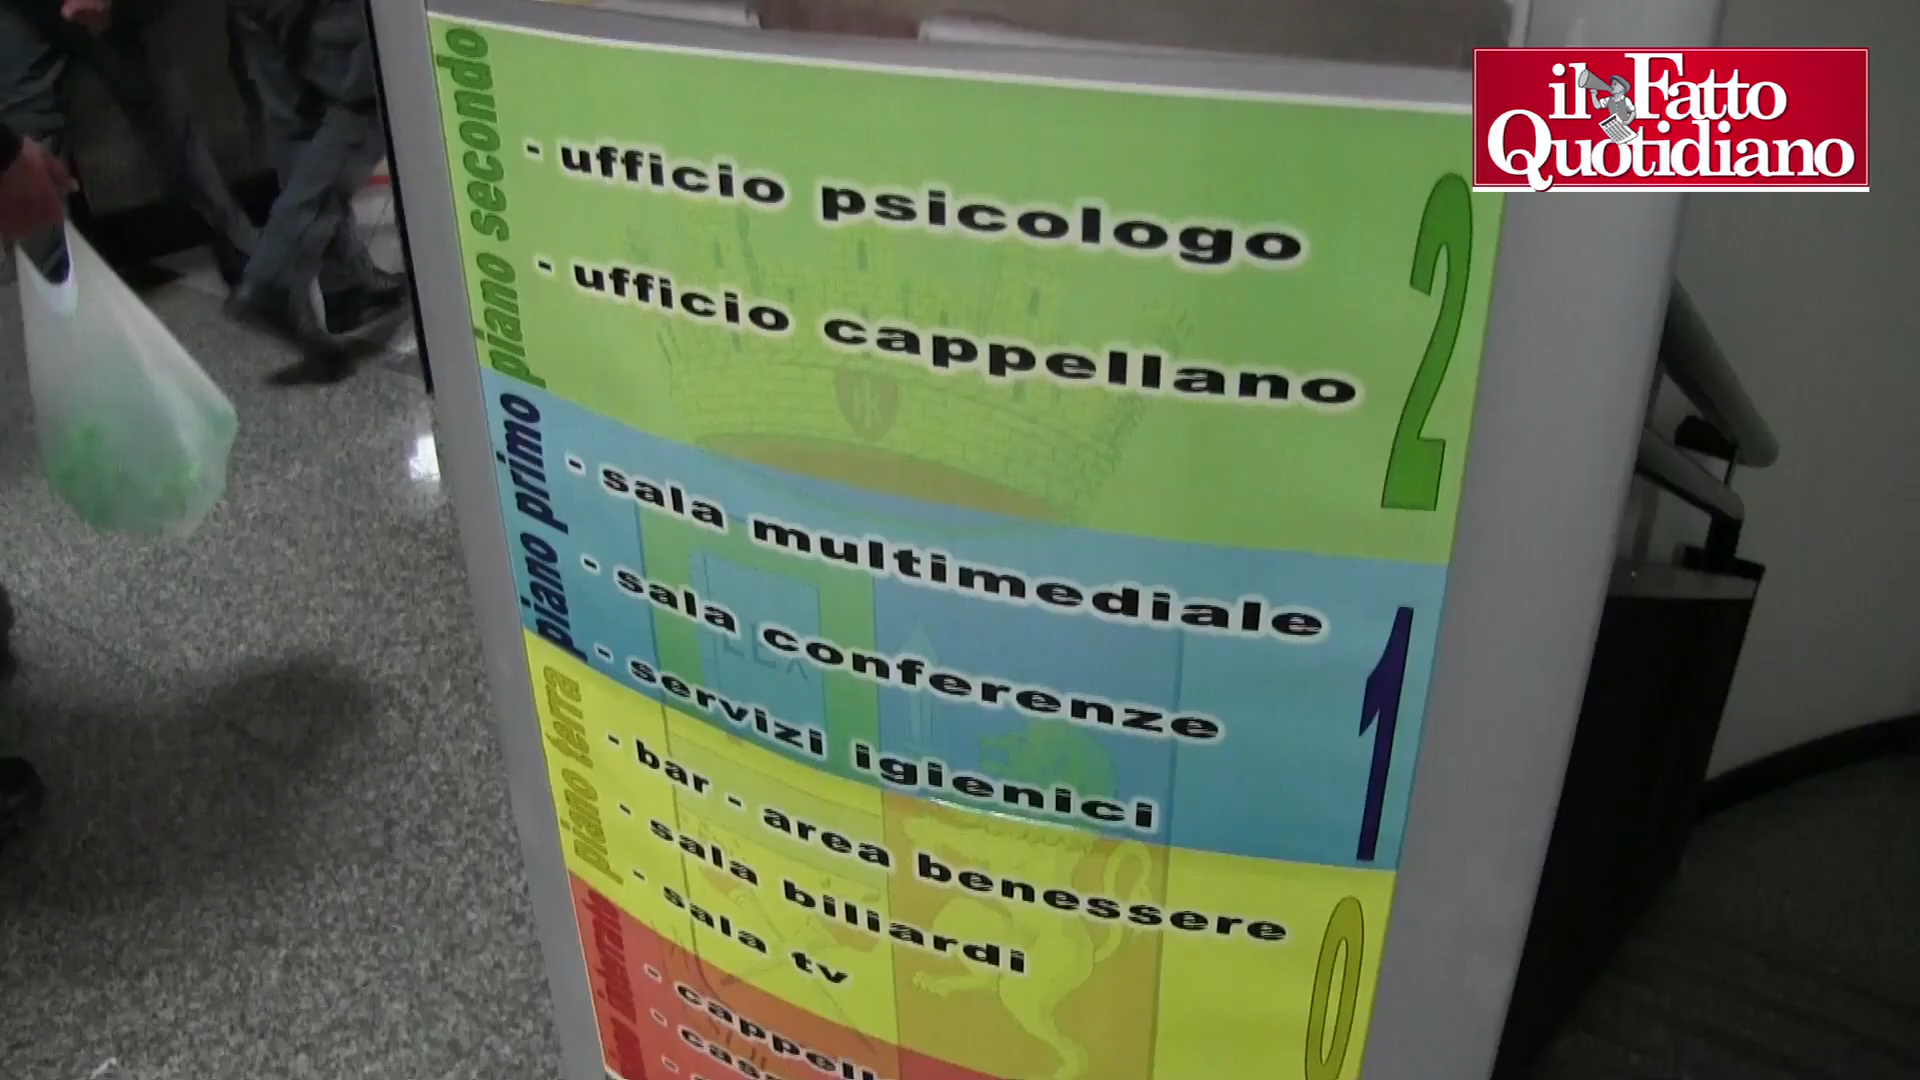 il Fatto
Quotidiano
piano secondo
- ufficio psicologo
- ufficio cappellano
2
piano primo
- sala multimediale
- sala conferenze
- servizi igienici
1
piano terra
- bar - area benessere
- sala biliardi
- sala tv
0
LEX